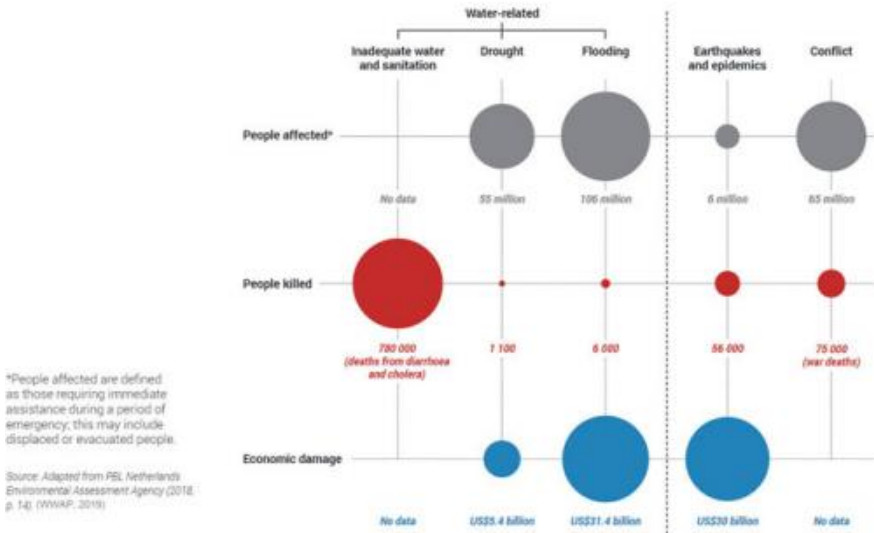 Water-related
Inadequate water
and sanitation
Drought
Flooding
Earthquakes
and epidemics
Conflict
People affected*
No data
55 million
106 million
6 million
65 million
People killed
780 000
(deaths from diarrhoea
and cholera)
1 100
6 000
56 000
75 000
(war deaths)
Economic damage
No data
US$5.4 billion
US$31.4 billion
US$30 billion
No data
*People affected are defined
as those requiring immediate
assistance during a period of
emergency; this may include
displaced or evacuated people.
Source: Adapted from PBL Netherlands
Environmental Assessment Agency (2018,
p. 14). (WWAP, 2019)